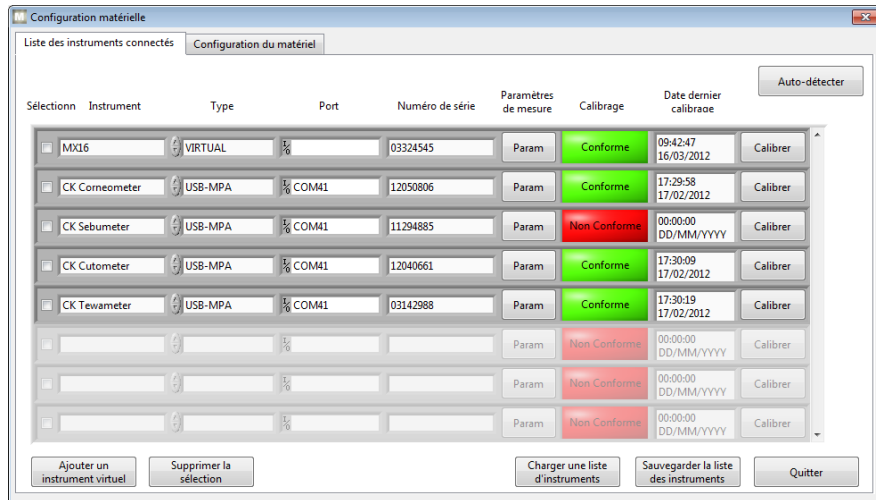 Configuration matérielle
Liste des instruments connectés Configuration du matériel
Auto-détecter
Sélectionn Instrument Type Port Numéro de série Paramètres de mesure Calibrage Date dernier calibrage
MX16 VIRTUAL 03324545 Param Conforme 09:42:47 16/03/2012 Calibrer
CK Corneometer USB-MPA COM41 12050806 Param Conforme 17:29:58 17/02/2012 Calibrer
CK Sebumeter USB-MPA COM41 11294885 Param Non Conforme 00:00:00 DD/MM/YYYY Calibrer
CK Cutometer USB-MPA COM41 12040661 Param Conforme 17:30:09 17/02/2012 Calibrer
CK Tewameter USB-MPA COM41 03142988 Param Conforme 17:30:19 17/02/2012 Calibrer
Param Non Conforme 00:00:00 DD/MM/YYYY Calibrer
Param Non Conforme 00:00:00 DD/MM/YYYY Calibrer
Param Non Conforme 00:00:00 DD/MM/YYYY Calibrer
Ajouter un instrument virtuel Supprimer la sélection Charger une liste d'instruments Sauvegarder la liste des instruments Quitter